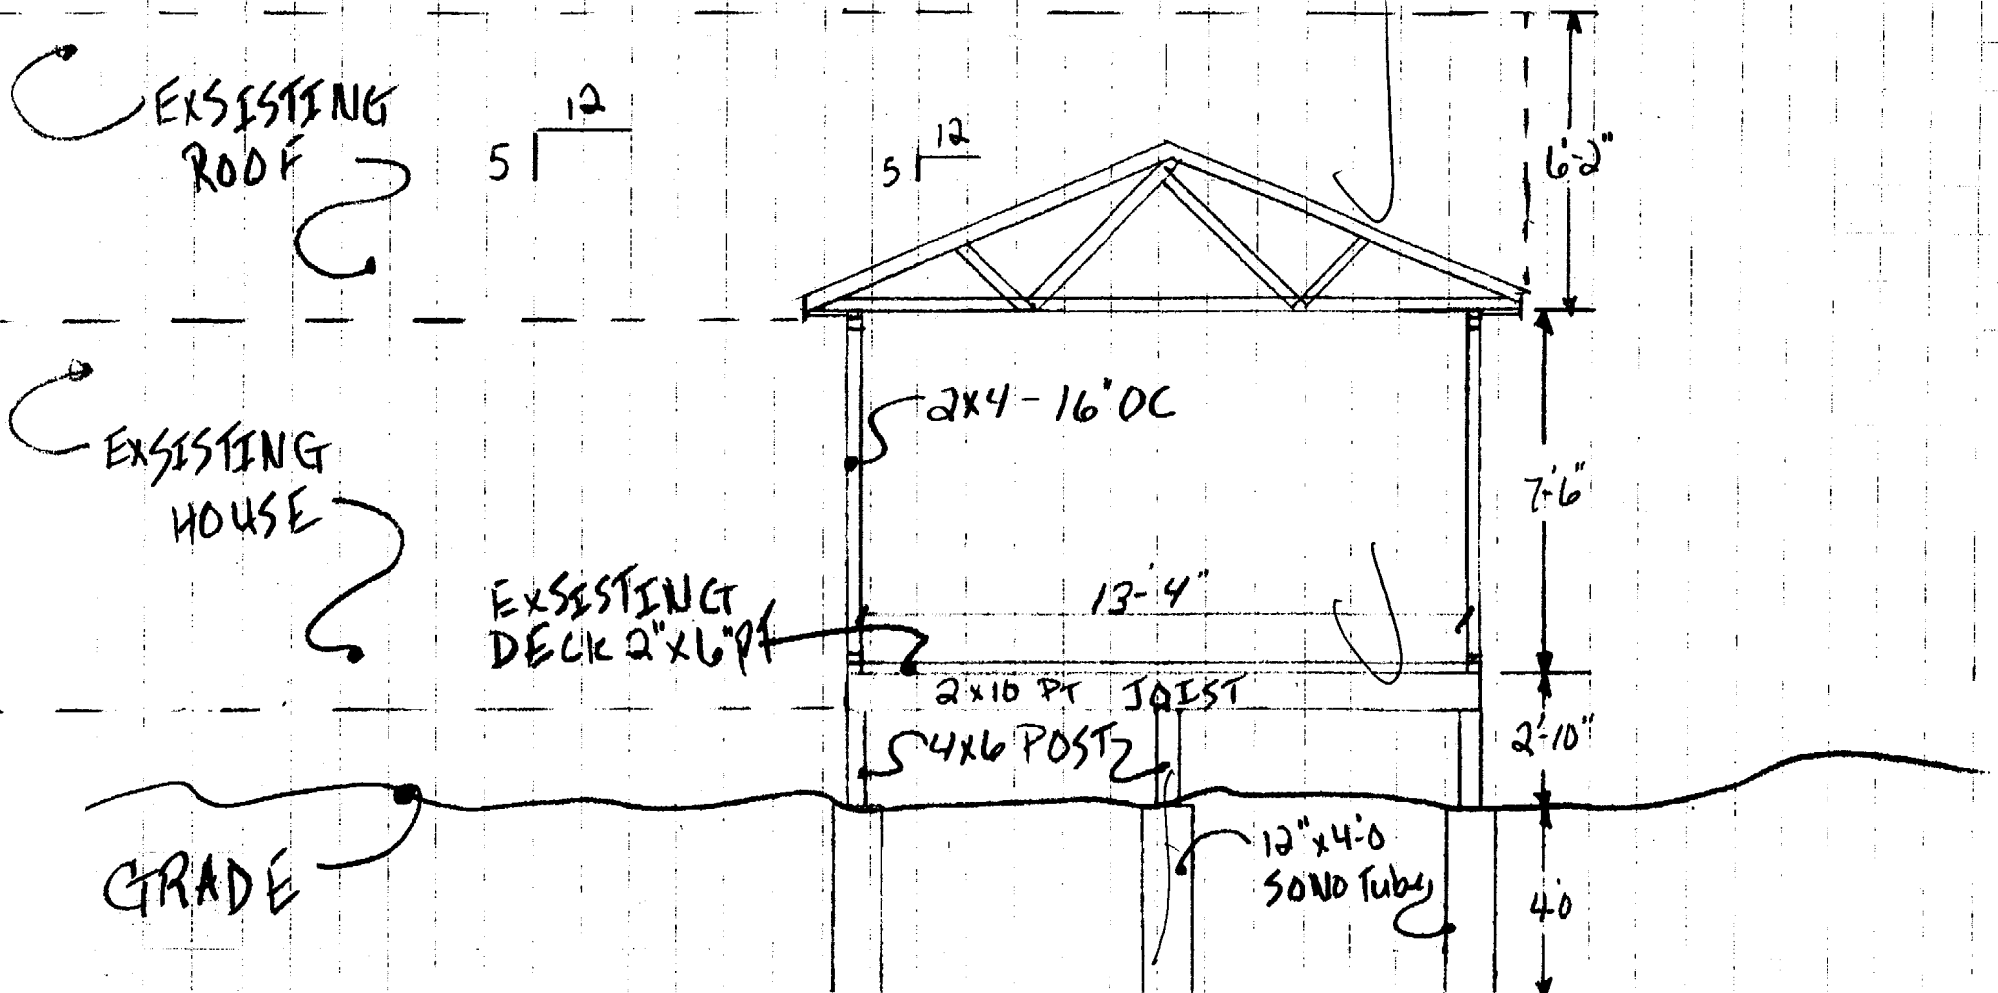 EXSISTING
ROOF
12
5
12
5
6'-2"
2x4 - 16" OC
EXSISTING
HOUSE
7'-6"
EXSISTING
DECK 2"x6" PT
13'-4"
2x10 PT JOIST
4x6 POST
2'-10"
GRADE
12"x4'-0
SONO Tube
4'0